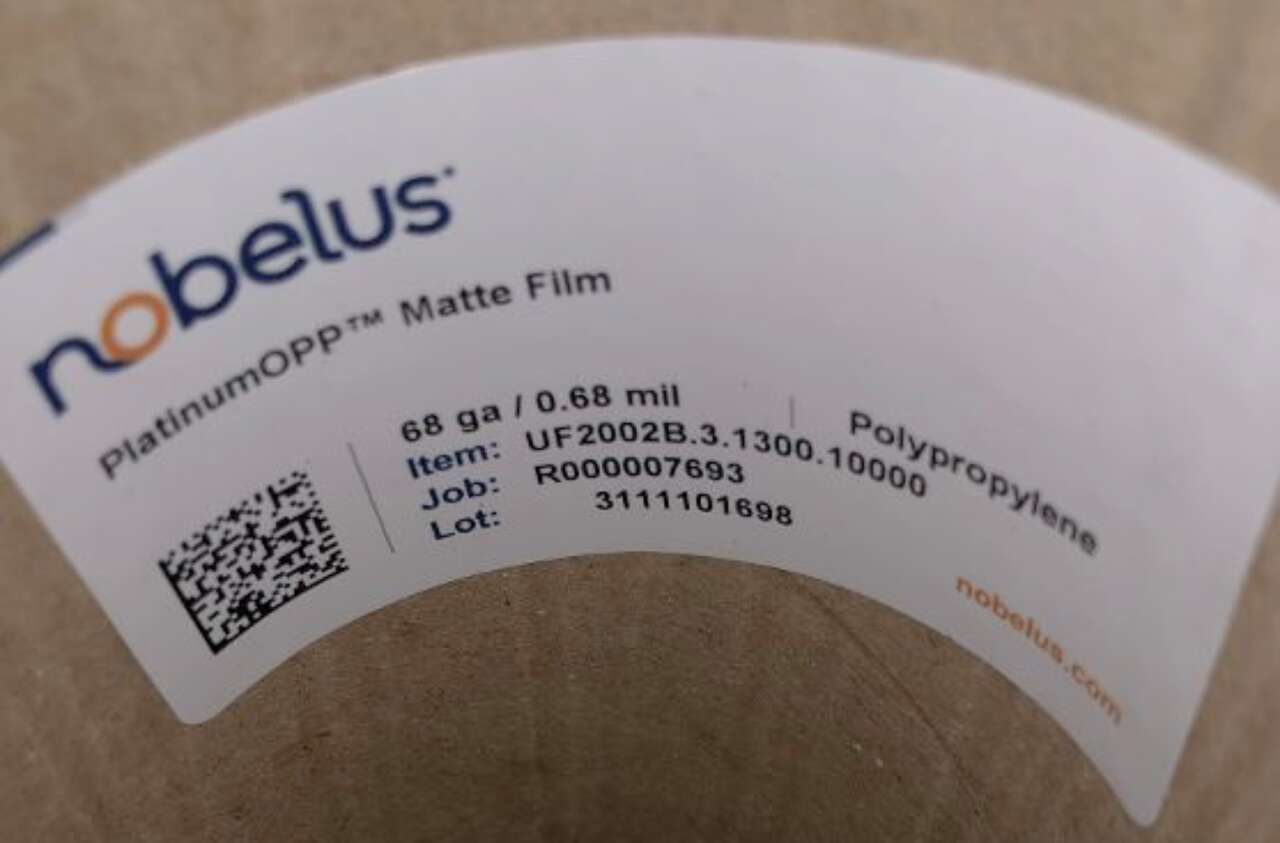 nobelus
PlatinumOPP™ Matte Film
68 ga / 0.68 mil | Polypropylene
Item: UF2002B.3.1300.10000
Job: R000007693
Lot: 3111101698
nobelus.com